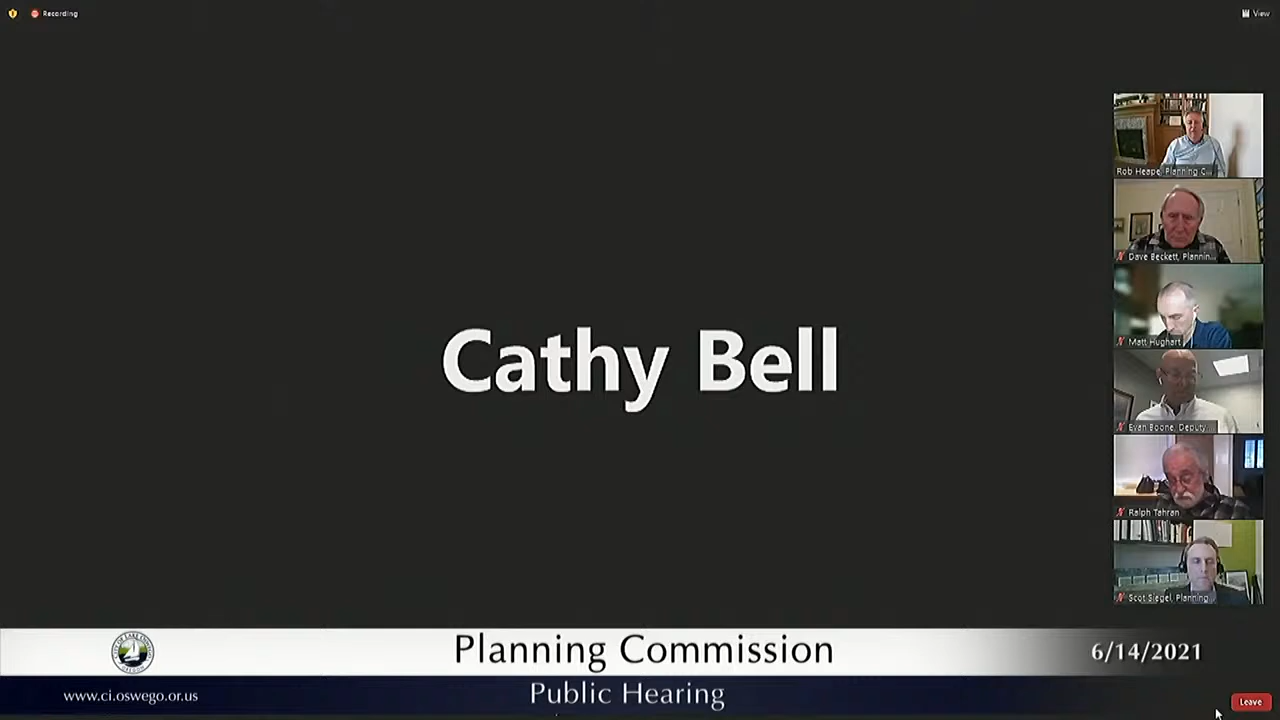 Recording
View
Rob Heape, Planning C...
Dave Beckett, Plannin...
Matt Hughart
Cathy Bell
Evan Boone, Deputy...
Ralph Tahran
Scot Siegel, Planning...
Planning Commission
6/14/2021
www.ci.oswego.or.us
Public Hearing
Leave